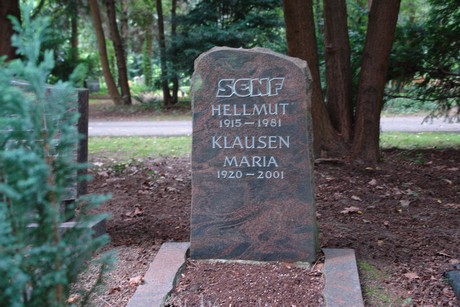 SENF
HELLMUT
1915-1981
KLAUSEN
MARIA
1920-2001